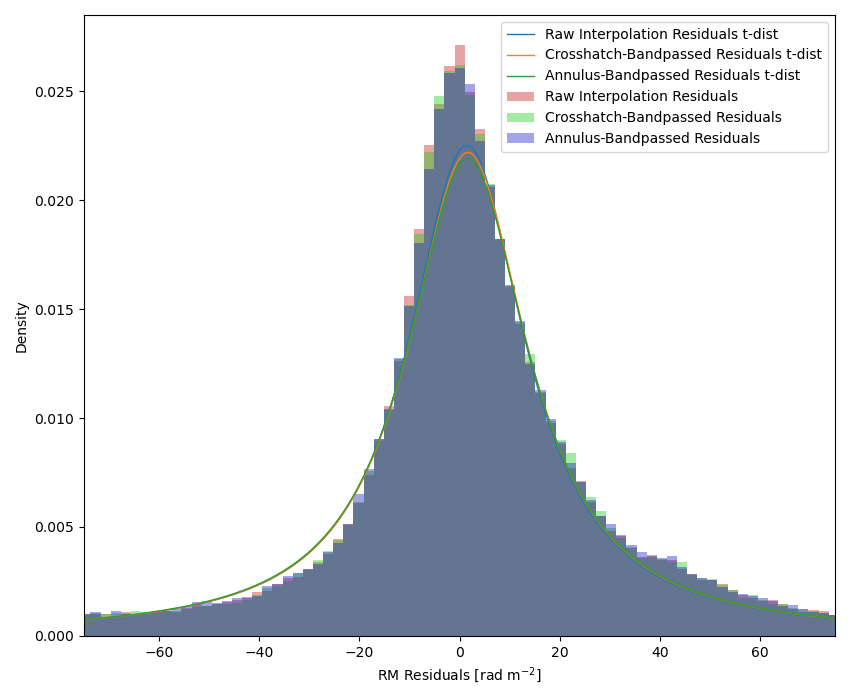 Raw Interpolation Residuals t-dist
Crosshatch-Bandpassed Residuals t-dist
Annulus-Bandpassed Residuals t-dist
Raw Interpolation Residuals
Crosshatch-Bandpassed Residuals
Annulus-Bandpassed Residuals
0.025
0.020
0.015
0.010
0.005
0.000
Density
−60 −40 −20 0 20 40 60
RM Residuals [rad m⁻²]